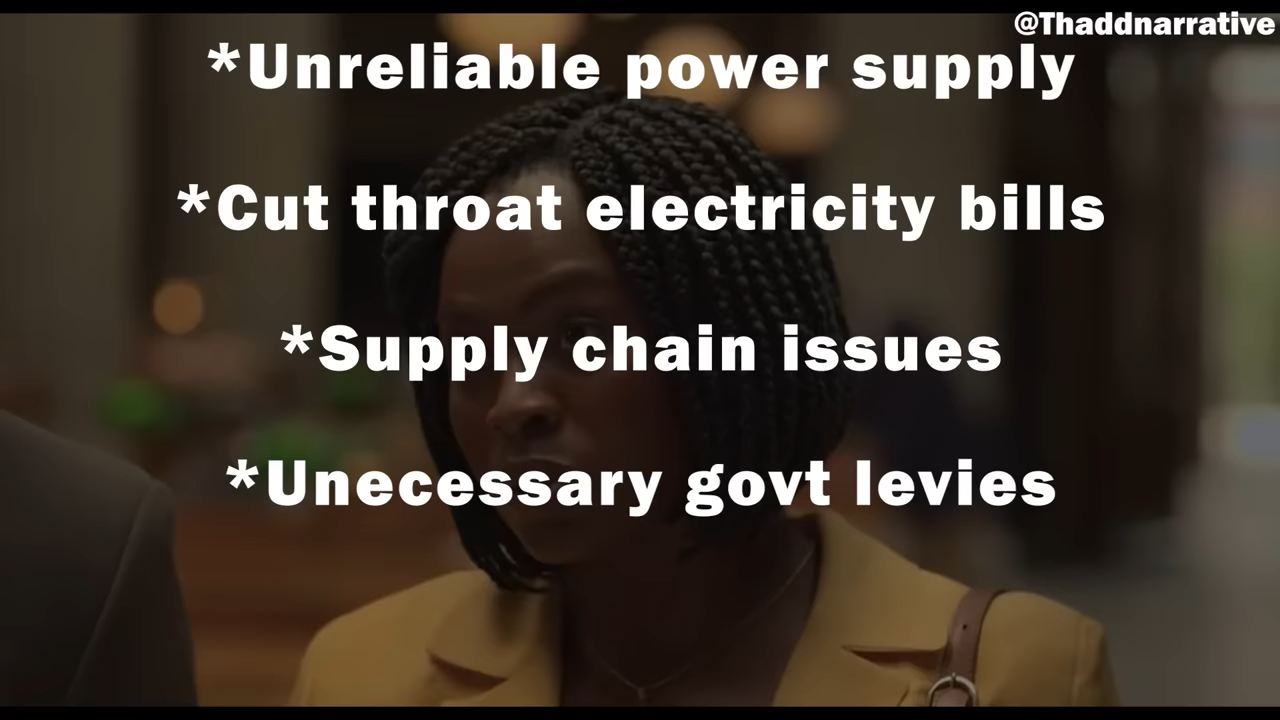 @Thaddnarrative
*Unreliable power supply
*Cut throat electricity bills
*Supply chain issues
*Unecessary govt levies